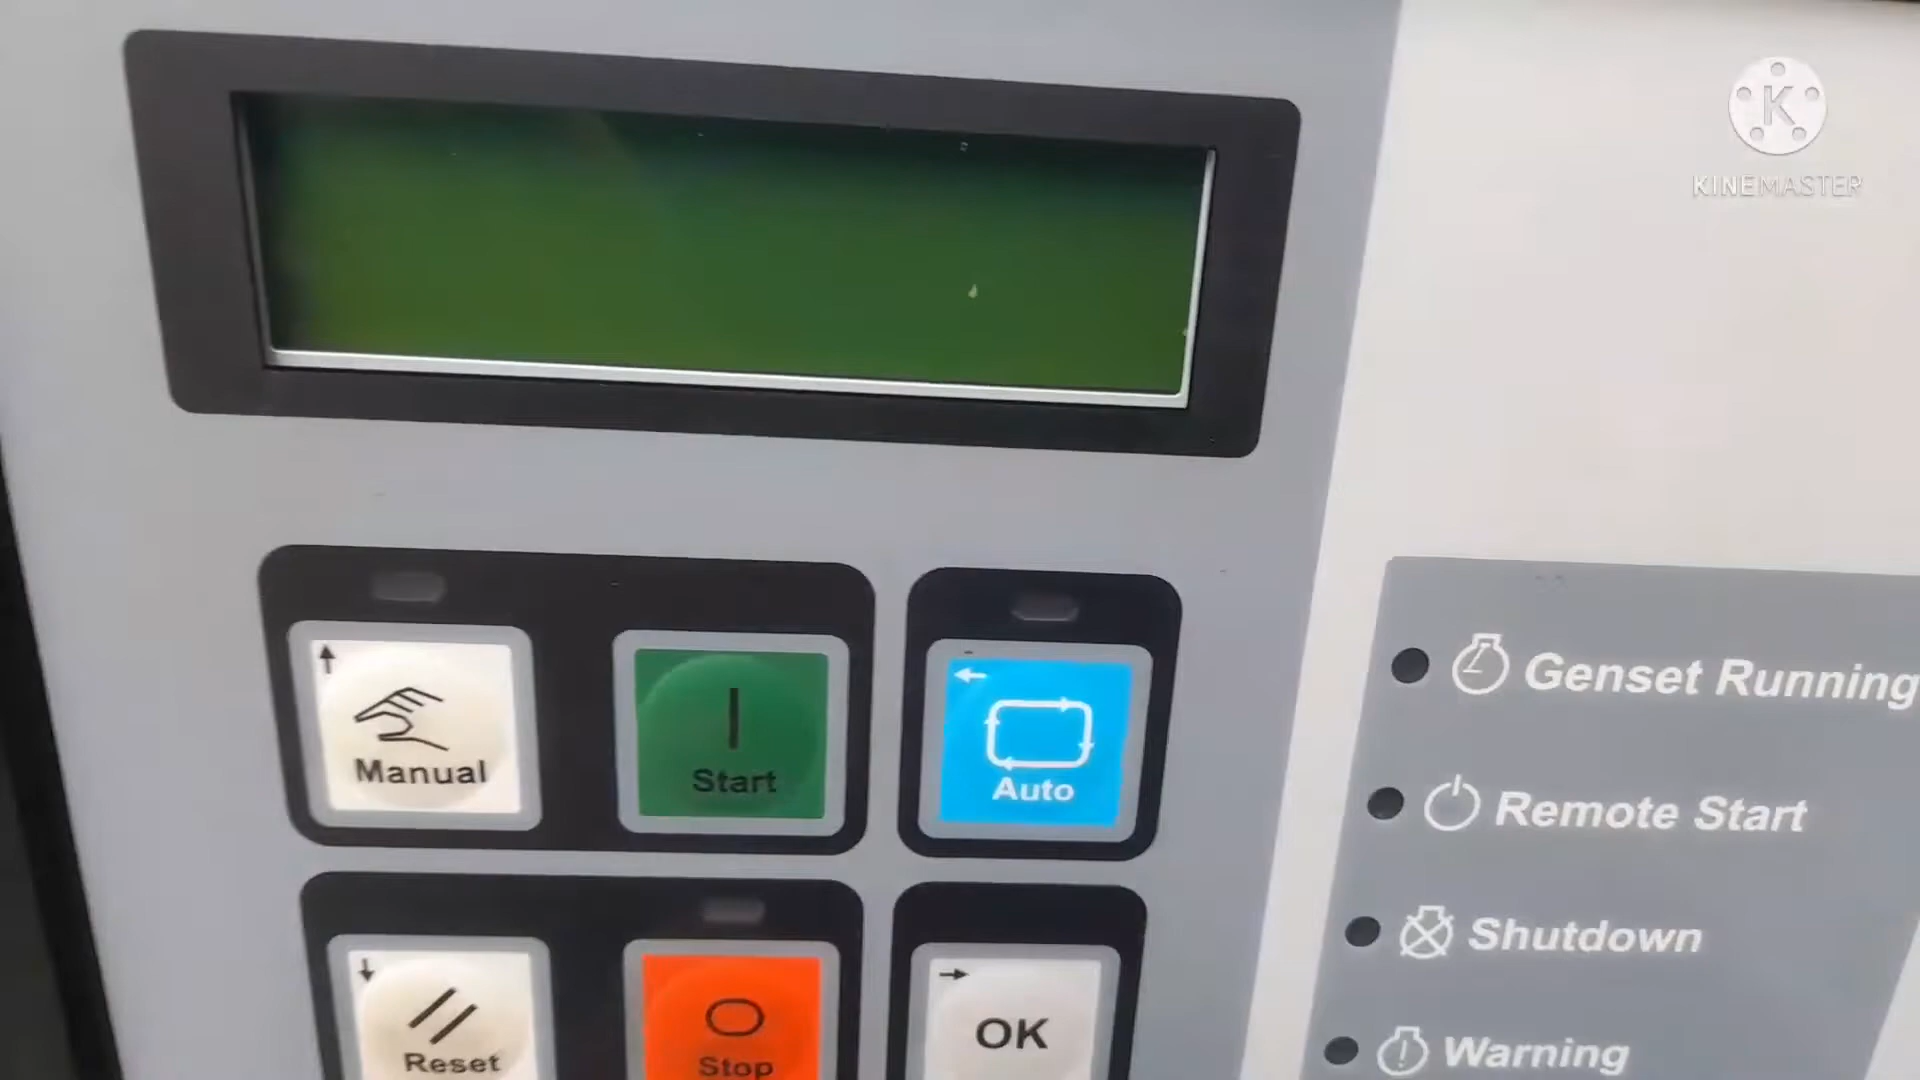 K
KINEMASTER
Manual
Start
Auto
Genset Running
Remote Start
Shutdown
Reset
Stop
OK
Warning